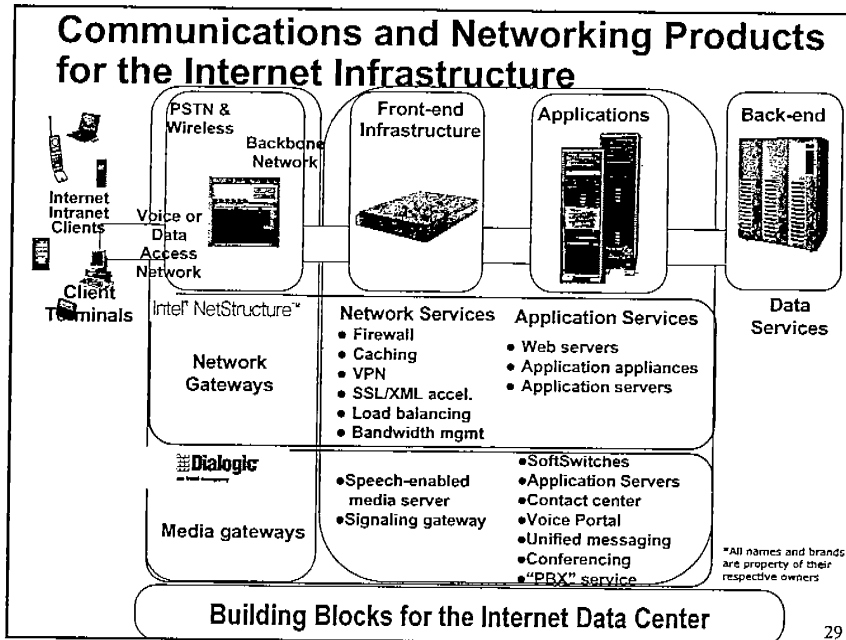 Communications and Networking Products
for the Internet Infrastructure
PSTN &
Wireless
Backbone
Network
Front-end
Infrastructure
Applications
Back-end
Internet
Intranet
Clients
Voice or
Data
Access
Network
Client
Terminals
Intel® NetStructure™
Network
Gateways
Network Services
● Firewall
● Caching
● VPN
● SSL/XML accel.
● Load balancing
● Bandwidth mgmt
Application Services
● Web servers
● Application appliances
● Application servers
Data
Services
Dialogic
Media gateways
●Speech-enabled
media server
●Signaling gateway
●SoftSwitches
●Application Servers
●Contact center
●Voice Portal
●Unified messaging
●Conferencing
●"PBX" service
*All names and brands
are property of their
respective owners
Building Blocks for the Internet Data Center
29